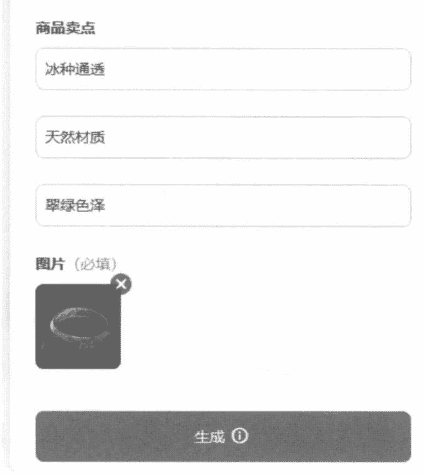 商品卖点
冰种通透
天然材质
翠绿色泽
图片（必填）
生成